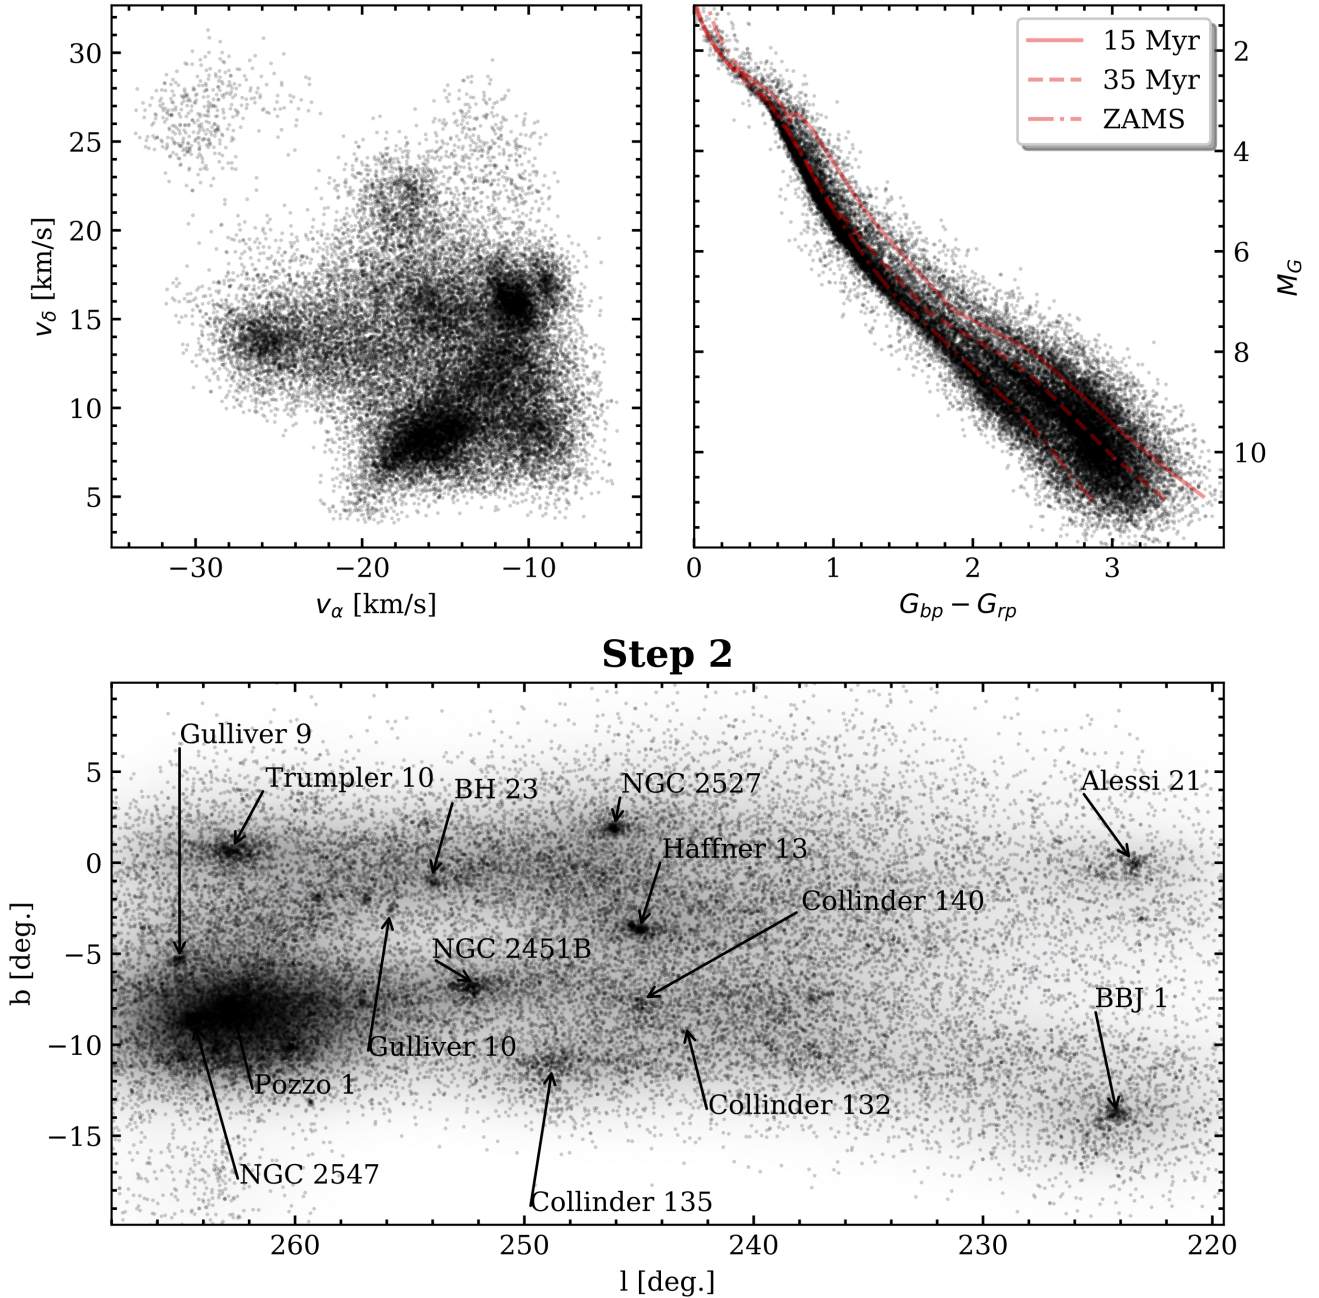 30
25
20
15
10
5
−30
−20
−10
v_α [km/s]
v_δ [km/s]
15 Myr
35 Myr
ZAMS
2
4
6
8
10
M_G
0
1
2
3
G_bp − G_rp
Step 2
Gulliver 9
Trumpler 10
BH 23
NGC 2527
Alessi 21
Haffner 13
Collinder 140
NGC 2451B
BBJ 1
Gulliver 10
Pozzo 1
Collinder 132
NGC 2547
Collinder 135
5
0
−5
−10
−15
b [deg.]
260
250
240
230
220
l [deg.]